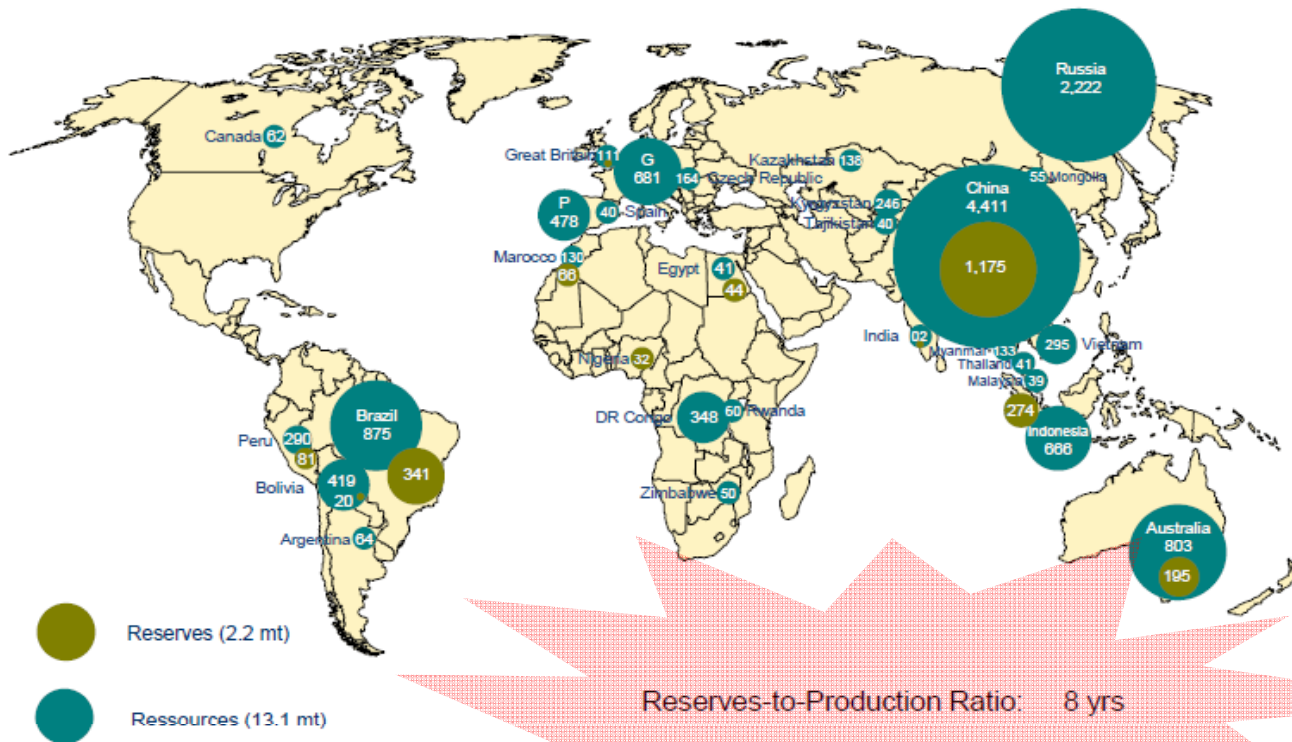 Russia
2,222
Canada 62
Great Britain 111
G
681
164 Czech Republic
Kazakhstan 138
55 Mongolia
China
4,411
1,175
Kyrgyzstan 246
Tajikistan 40
P
478
40 Spain
Marocco 130
66
Egypt 41
44
India 02
295 Vietnam
Myanmar 133
Thailand 41
Malaysia 39
Nigeria 32
DR Congo 348
60 Rwanda
274
Indonesia
666
Brazil
875
Peru 290
81
341
Bolivia
419
20
Zimbabwe 50
Argentina 64
Australia
803
195
Reserves (2.2 mt)
Ressources (13.1 mt)
Reserves-to-Production Ratio: 8 yrs